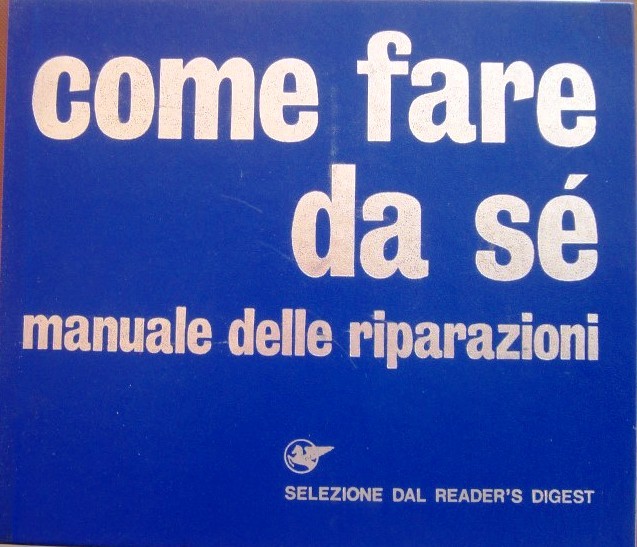 come fare
da sé
manuale delle riparazioni
SELEZIONE DAL READER'S DIGEST